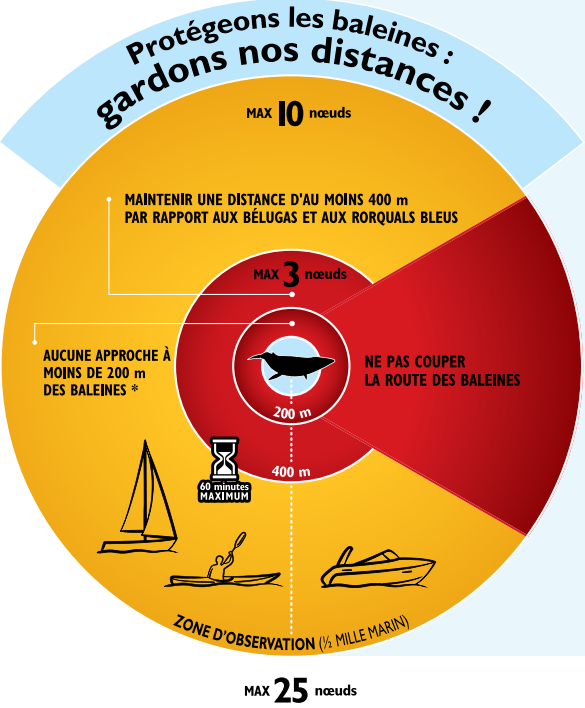 Protégeons les baleines :
gardons nos distances !
MAX 10 nœuds
MAINTENIR UNE DISTANCE D'AU MOINS 400 m
PAR RAPPORT AUX BÉLUGAS ET AUX RORQUALS BLEUS
MAX 3 nœuds
AUCUNE APPROCHE À
MOINS DE 200 m
DES BALEINES *
NE PAS COUPER
LA ROUTE DES BALEINES
200 m
400 m
60 minutes
MAXIMUM
ZONE D'OBSERVATION (½ MILLE MARIN)
MAX 25 nœuds